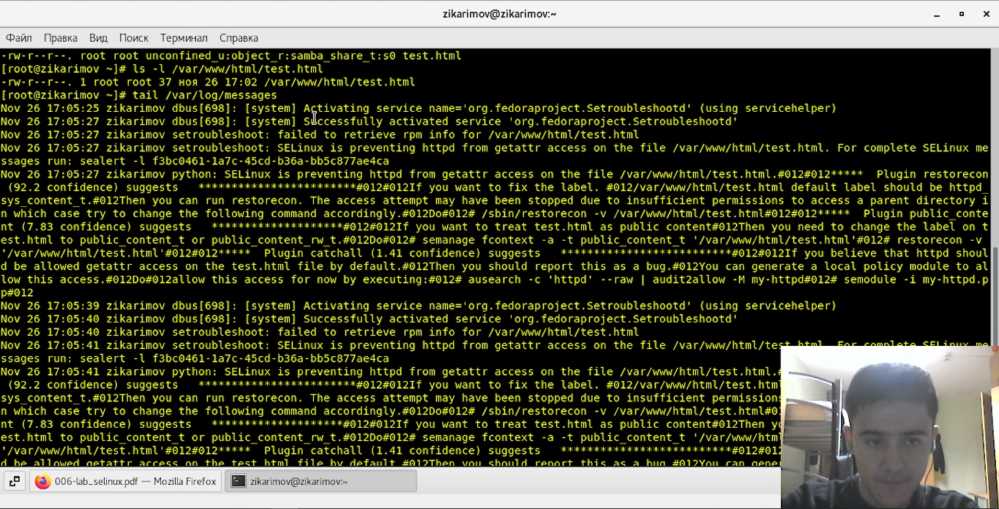 zikarimov@zikarimov:~
Файл Правка Вид Поиск Терминал Справка
-rw-r--r--. root root unconfined_u:object_r:samba_share_t:s0 test.html
[root@zikarimov ~]# ls -l /var/www/html/test.html
-rw-r--r--. 1 root root 37 ноя 26 17:02 /var/www/html/test.html
[root@zikarimov ~]# tail /var/log/messages
Nov 26 17:05:25 zikarimov dbus[698]: [system] Activating service name='org.fedoraproject.Setroubleshootd' (using servicehelper)
Nov 26 17:05:27 zikarimov dbus[698]: [system] Successfully activated service 'org.fedoraproject.Setroubleshootd'
Nov 26 17:05:27 zikarimov setroubleshoot: failed to retrieve rpm info for /var/www/html/test.html
Nov 26 17:05:27 zikarimov setroubleshoot: SELinux is preventing httpd from getattr access on the file /var/www/html/test.html. For complete SELinux me
ssages run: sealert -l f3bc0461-1a7c-45cd-b36a-bb5c877ae4ca
Nov 26 17:05:27 zikarimov python: SELinux is preventing httpd from getattr access on the file /var/www/html/test.html.#012#012*****  Plugin restorecon
 (92.2 confidence) suggests   ************************#012#012If you want to fix the label. #012/var/www/html/test.html default label should be httpd_
sys_content_t.#012Then you can run restorecon. The access attempt may have been stopped due to insufficient permissions to access a parent directory i
n which case try to change the following command accordingly.#012Do#012# /sbin/restorecon -v /var/www/html/test.html#012#012*****  Plugin public_conte
nt (7.83 confidence) suggests   ********************#012#012If you want to treat test.html as public content#012Then you need to change the label on t
est.html to public_content_t or public_content_rw_t.#012Do#012# semanage fcontext -a -t public_content_t '/var/www/html/test.html'#012# restorecon -v
'/var/www/html/test.html'#012#012*****  Plugin catchall (1.41 confidence) suggests   **************************#012#012If you believe that httpd shoul
d be allowed getattr access on the test.html file by default.#012Then you should report this as a bug.#012You can generate a local policy module to al
low this access.#012Do#012allow this access for now by executing:#012# ausearch -c 'httpd' --raw | audit2allow -M my-httpd#012# semodule -i my-httpd.p
p#012
Nov 26 17:05:39 zikarimov dbus[698]: [system] Activating service name='org.fedoraproject.Setroubleshootd' (using servicehelper)
Nov 26 17:05:40 zikarimov dbus[698]: [system] Successfully activated service 'org.fedoraproject.Setroubleshootd'
Nov 26 17:05:40 zikarimov setroubleshoot: failed to retrieve rpm info for /var/www/html/test.html
Nov 26 17:05:41 zikarimov setroubleshoot: SELinux is preventing httpd from getattr access on the file /var/www/html/test.html. For complete SELinux me
ssages run: sealert -l f3bc0461-1a7c-45cd-b36a-bb5c877ae4ca
Nov 26 17:05:41 zikarimov python: SELinux is preventing httpd from getattr access on the file /var/www/html/test.html.
 (92.2 confidence) suggests   ************************#012#012If you want to fix the label. #012/var/www/html/test
sys_content_t.#012Then you can run restorecon. The access attempt may have been stopped due to insufficient permissions
n which case try to change the following command accordingly.#012Do#012# /sbin/restorecon -v /var/www/html/test.html#01
nt (7.83 confidence) suggests   ********************#012#012If you want to treat test.html as public content#012Then yo
est.html to public_content_t or public_content_rw_t.#012Do#012# semanage fcontext -a -t public_content_t '/var/www/html
'/var/www/html/test.html'#012#012*****  Plugin catchall (1.41 confidence) suggests   **************************#012#012
d be allowed getattr access on the test.html file by default.#012Then you should report this as a bug.#012You can gener
006-lab_selinux.pdf — Mozilla Firefox
zikarimov@zikarimov:~